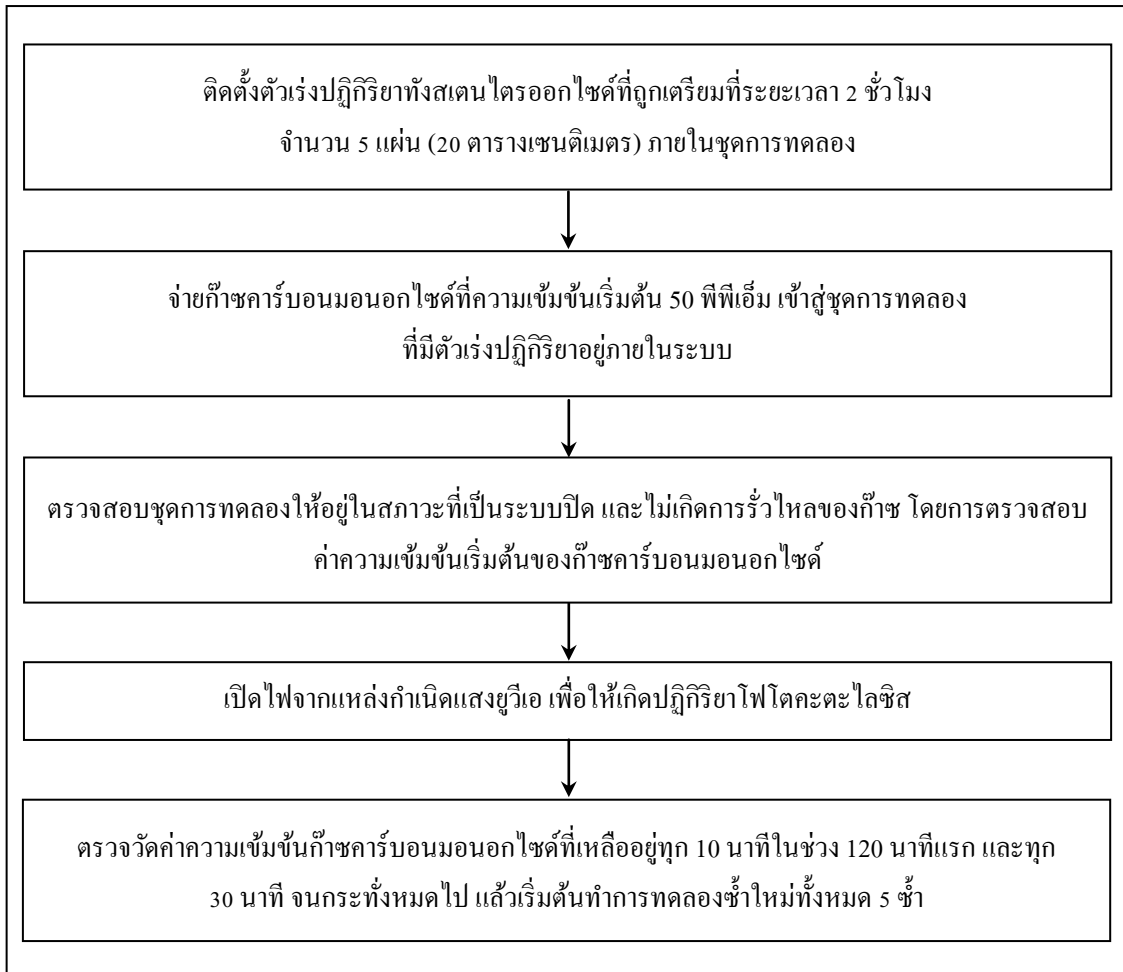 ติดตั้งตัวเร่งปฏิกิริยาทังสเตนไตรออกไซด์ที่ถูกเตรียมที่ระยะเวลา 2 ชั่วโมง
จำนวน 5 แผ่น (20 ตารางเซนติเมตร) ภายในชุดการทดลอง
จ่ายก๊าซคาร์บอนมอนอกไซด์ที่ความเข้มข้นเริ่มต้น 50 พีพีเอ็ม เข้าสู่ชุดการทดลอง
ที่มีตัวเร่งปฏิกิริยาอยู่ภายในระบบ
ตรวจสอบชุดการทดลองให้อยู่ในสภาวะที่เป็นระบบปิด และไม่เกิดการรั่วไหลของก๊าซ โดยการตรวจสอบ
ค่าความเข้มข้นเริ่มต้นของก๊าซคาร์บอนมอนอกไซด์
เปิดไฟจากแหล่งกำเนิดแสงยูวีเอ เพื่อให้เกิดปฏิกิริยาโฟโตคะตะไลซิส
ตรวจวัดค่าความเข้มข้นก๊าซคาร์บอนมอนอกไซด์ที่เหลืออยู่ทุก 10 นาทีในช่วง 120 นาทีแรก และทุก
30 นาที จนกระทั่งหมดไป แล้วเริ่มต้นทำการทดลองซ้ำใหม่ทั้งหมด 5 ซ้ำ